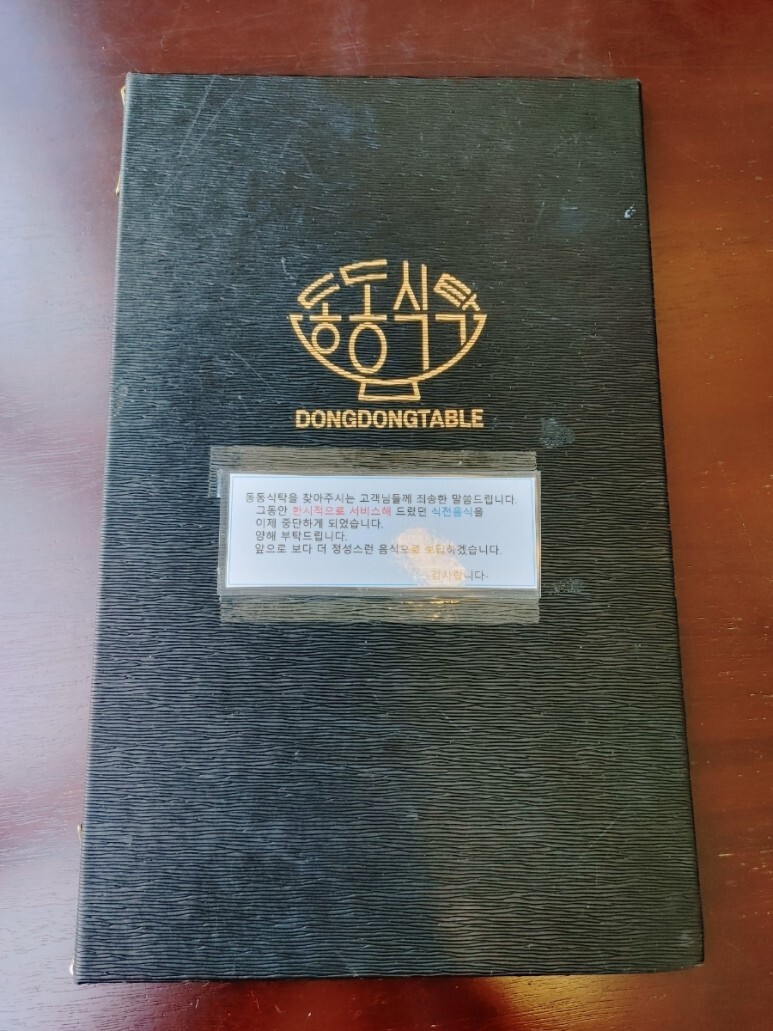 동동식탁
DONGDONGTABLE
동동식탁을 찾아주시는 고객님들께 죄송한 말씀드립니다.
그동안 한시적으로 서비스해 드렸던 식전음식을
이제 중단하게 되었습니다.
양해 부탁드립니다.
앞으로 보다 더 정성스런 음식으로 보답하겠습니다.
-감사합니다-